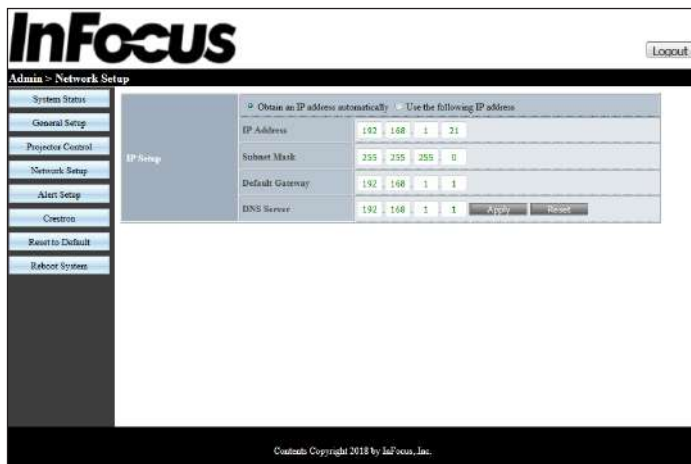 InFocus
Logout
Admin > Network Setup
System Status
General Setup
Projector Control
Network Setup
Alert Setup
Crestron
Reset to Default
Reboot System
IP Setup
Obtain an IP address automatically Use the following IP address
IP Address 192 . 168 . 1 . 21
Subnet Mask 255 . 255 . 255 . 0
Default Gateway 192 . 168 . 1 . 1
DNS Server 192 . 168 . 1 . 1 Apply Reset
Contents Copyright 2018 by InFocus, Inc.